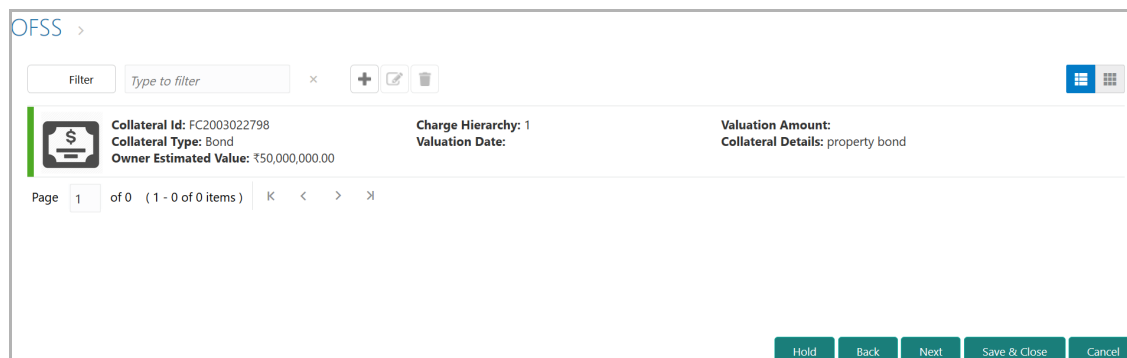 OFSS >
Filter Type to filter ×
Collateral Id: FC2003022798 Charge Hierarchy: 1 Valuation Amount:
Collateral Type: Bond Valuation Date: Collateral Details: property bond
Owner Estimated Value: ₹50,000,000.00
Page 1 of 0 ( 1 - 0 of 0 items )
Hold Back Next Save & Close Cancel